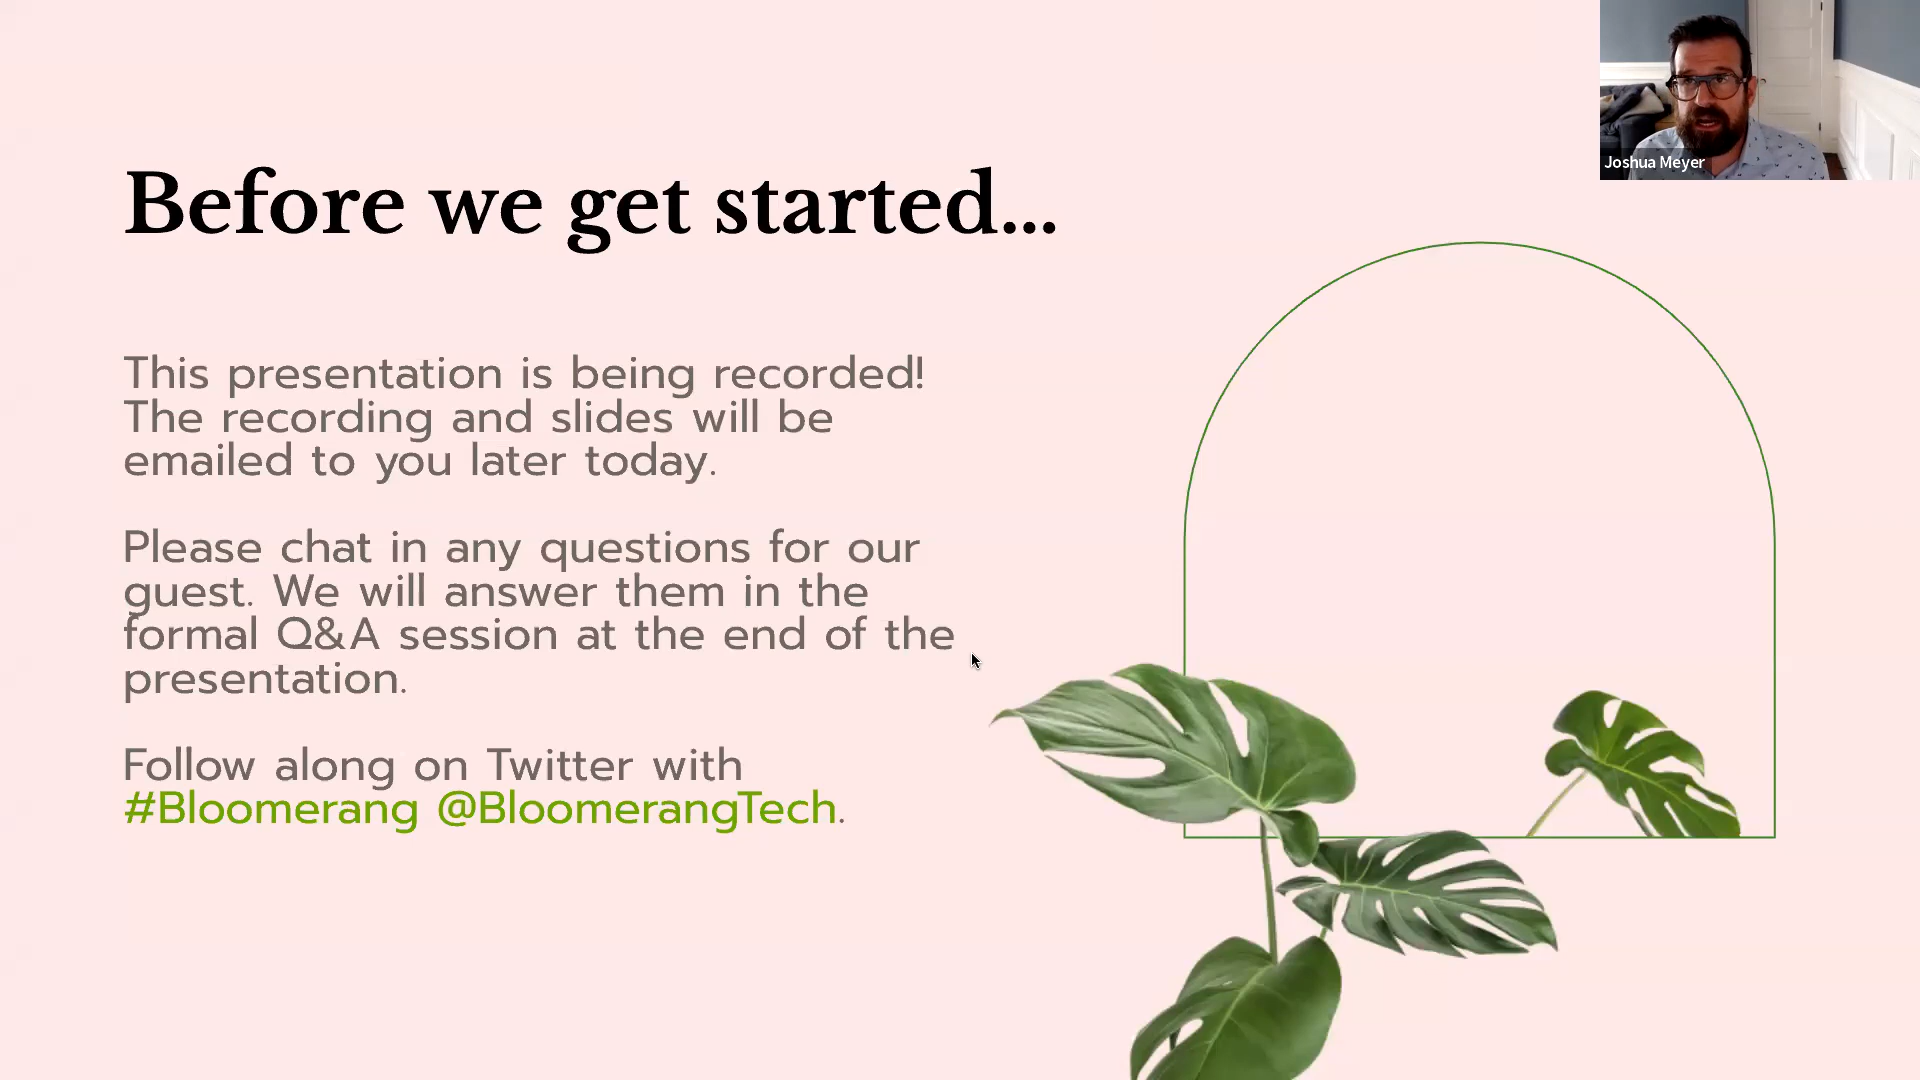 Joshua Meyer
Before we get started...
This presentation is being recorded!
The recording and slides will be
emailed to you later today.
Please chat in any questions for our
guest. We will answer them in the
formal Q&A session at the end of the
presentation.
Follow along on Twitter with
#Bloomerang @BloomerangTech.